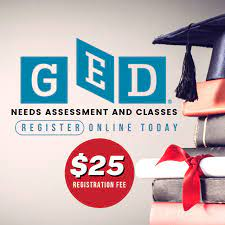 GED®
NEEDS ASSESSMENT AND CLASSES
REGISTER ONLINE TODAY
$25
REGISTRATION FEE